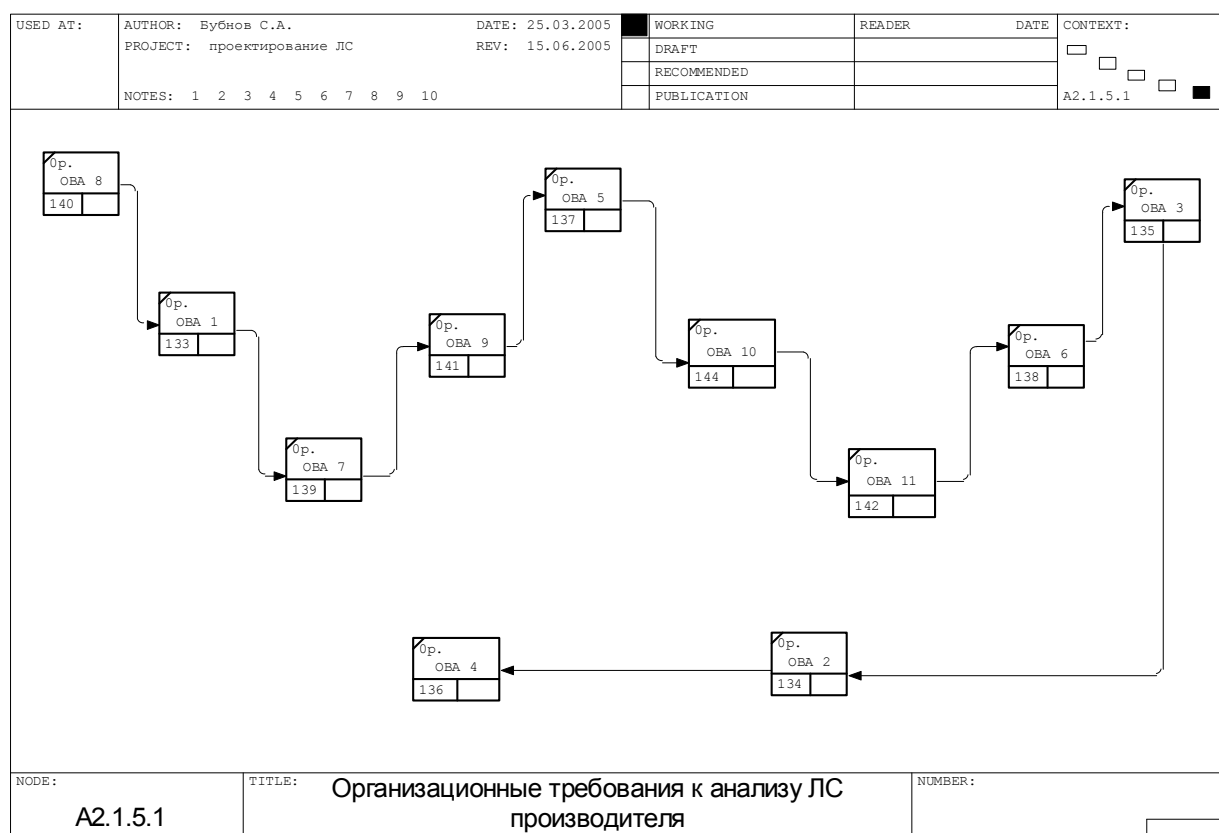 USED AT: AUTHOR: Бубнов С.А. DATE: 25.03.2005 WORKING READER DATE CONTEXT:
PROJECT: проектирование ЛС REV: 15.06.2005 DRAFT
RECOMMENDED
NOTES: 1 2 3 4 5 6 7 8 9 10 PUBLICATION A2.1.5.1
0р.
ОВА 8
140
0р.
ОВА 5
137
0р.
ОВА 3
135
0р.
ОВА 1
133
0р.
ОВА 9
141
0р.
ОВА 10
144
0р.
ОВА 6
138
0р.
ОВА 7
139
0р.
ОВА 11
142
0р.
ОВА 4
136
0р.
ОВА 2
134
NODE: TITLE: Организационные требования к анализу ЛС NUMBER:
A2.1.5.1 производителя